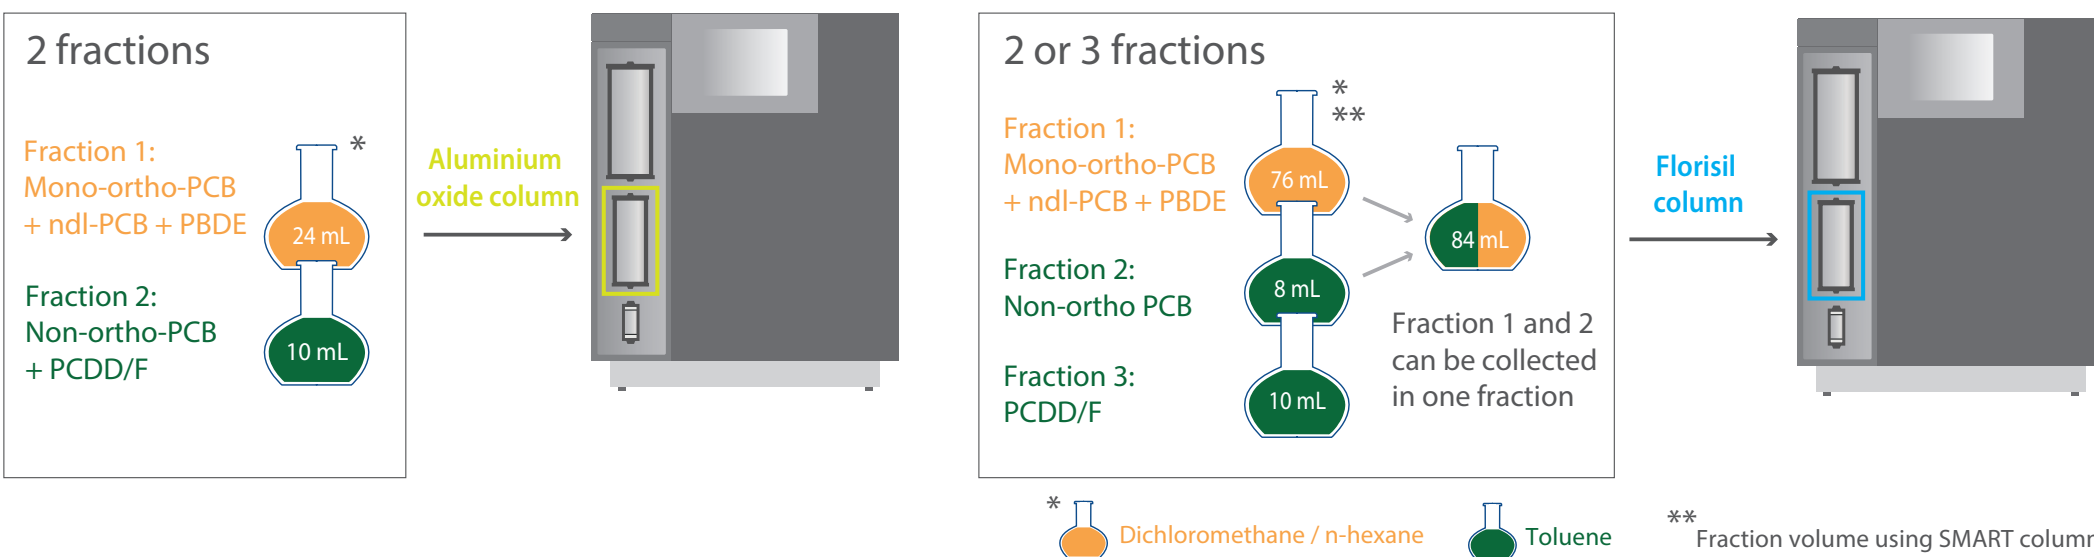 2 fractions
Fraction 1:
Mono-ortho-PCB
+ ndl-PCB + PBDE
*
24 mL
Fraction 2:
Non-ortho-PCB
+ PCDD/F
10 mL
Aluminium
oxide column
2 or 3 fractions
*
**
Fraction 1:
Mono-ortho-PCB
+ ndl-PCB + PBDE
76 mL
Fraction 2:
Non-ortho PCB
8 mL
Fraction 3:
PCDD/F
10 mL
84 mL
Fraction 1 and 2
can be collected
in one fraction
Florisil
column
* Dichloromethane / n-hexane
Toluene
** Fraction volume using SMART column